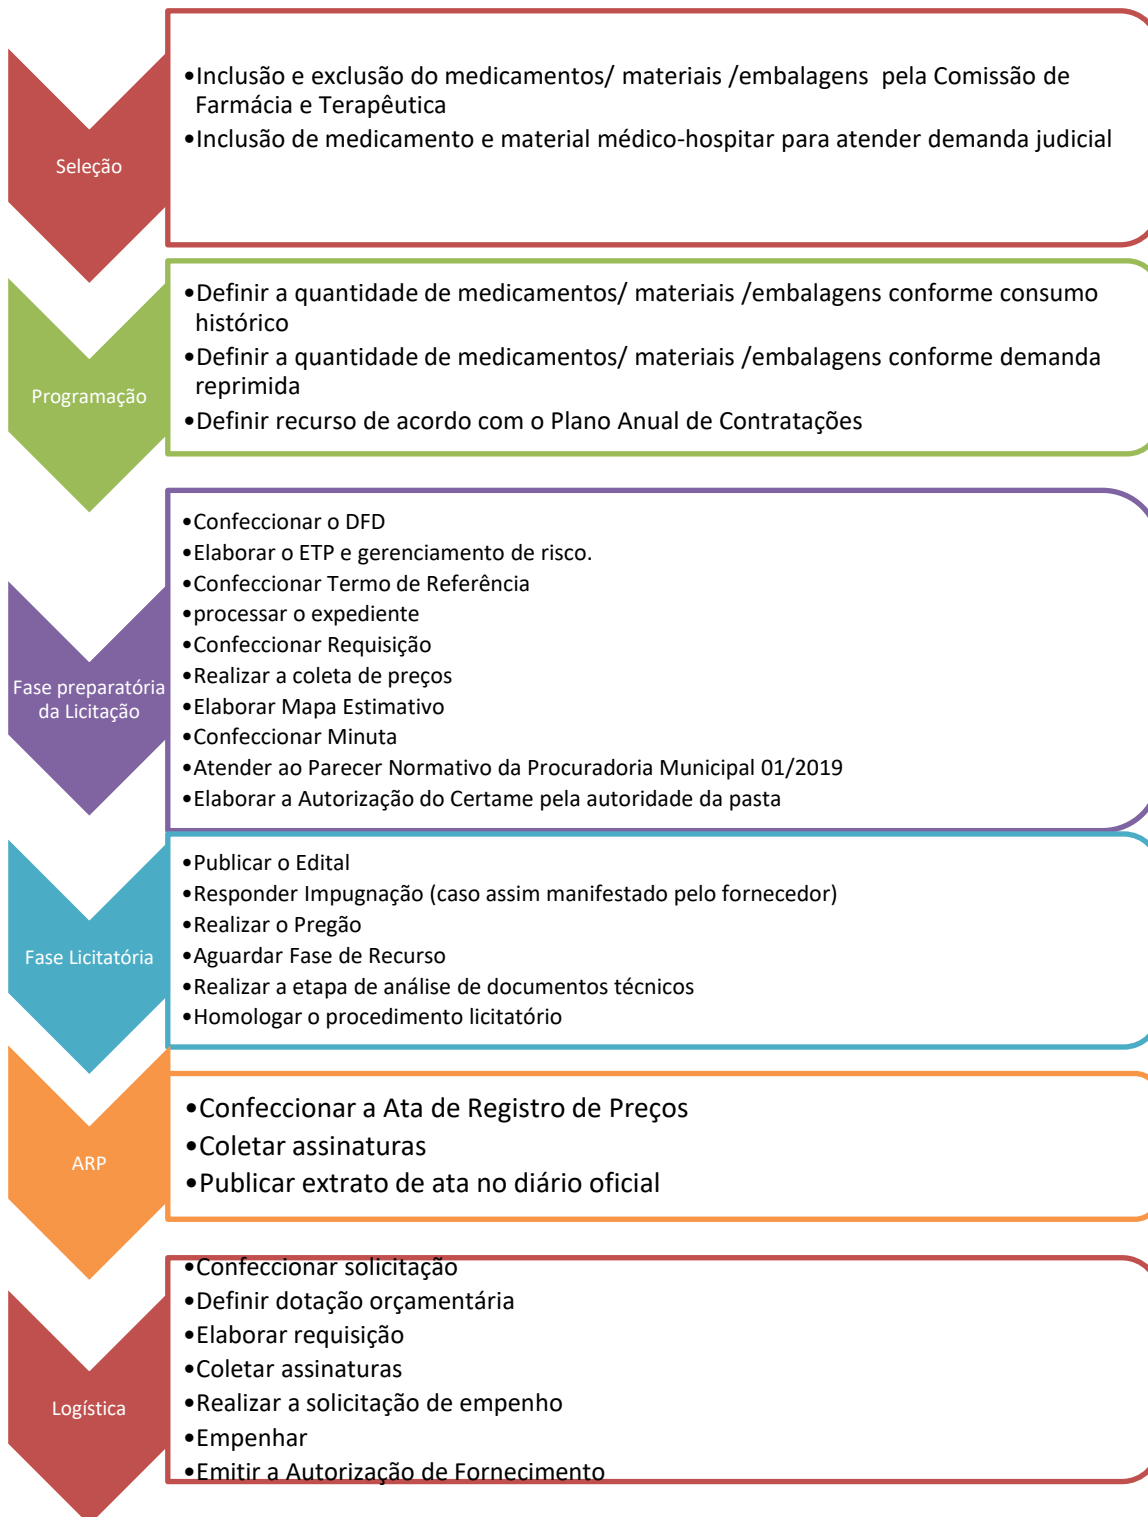 Seleção
•Inclusão e exclusão do medicamentos/ materiais /embalagens  pela Comissão de
Farmácia e Terapêutica
•Inclusão de medicamento e material médico-hospitar para atender demanda judicial
Programação
•Definir a quantidade de medicamentos/ materiais /embalagens conforme consumo
histórico
•Definir a quantidade de medicamentos/ materiais /embalagens conforme demanda
reprimida
•Definir recurso de acordo com o Plano Anual de Contratações
Fase preparatória
da Licitação
•Confeccionar o DFD
•Elaborar o ETP e gerenciamento de risco.
•Confeccionar Termo de Referência
•processar o expediente
•Confeccionar Requisição
•Realizar a coleta de preços
•Elaborar Mapa Estimativo
•Confeccionar Minuta
•Atender ao Parecer Normativo da Procuradoria Municipal 01/2019
•Elaborar a Autorização do Certame pela autoridade da pasta
Fase Licitatória
•Publicar o Edital
•Responder Impugnação (caso assim manifestado pelo fornecedor)
•Realizar o Pregão
•Aguardar Fase de Recurso
•Realizar a etapa de análise de documentos técnicos
•Homologar o procedimento licitatório
ARP
•Confeccionar a Ata de Registro de Preços
•Coletar assinaturas
•Publicar extrato de ata no diário oficial
Logística
•Confeccionar solicitação
•Definir dotação orçamentária
•Elaborar requisição
•Coletar assinaturas
•Realizar a solicitação de empenho
•Empenhar
•Emitir a Autorização de Fornecimento